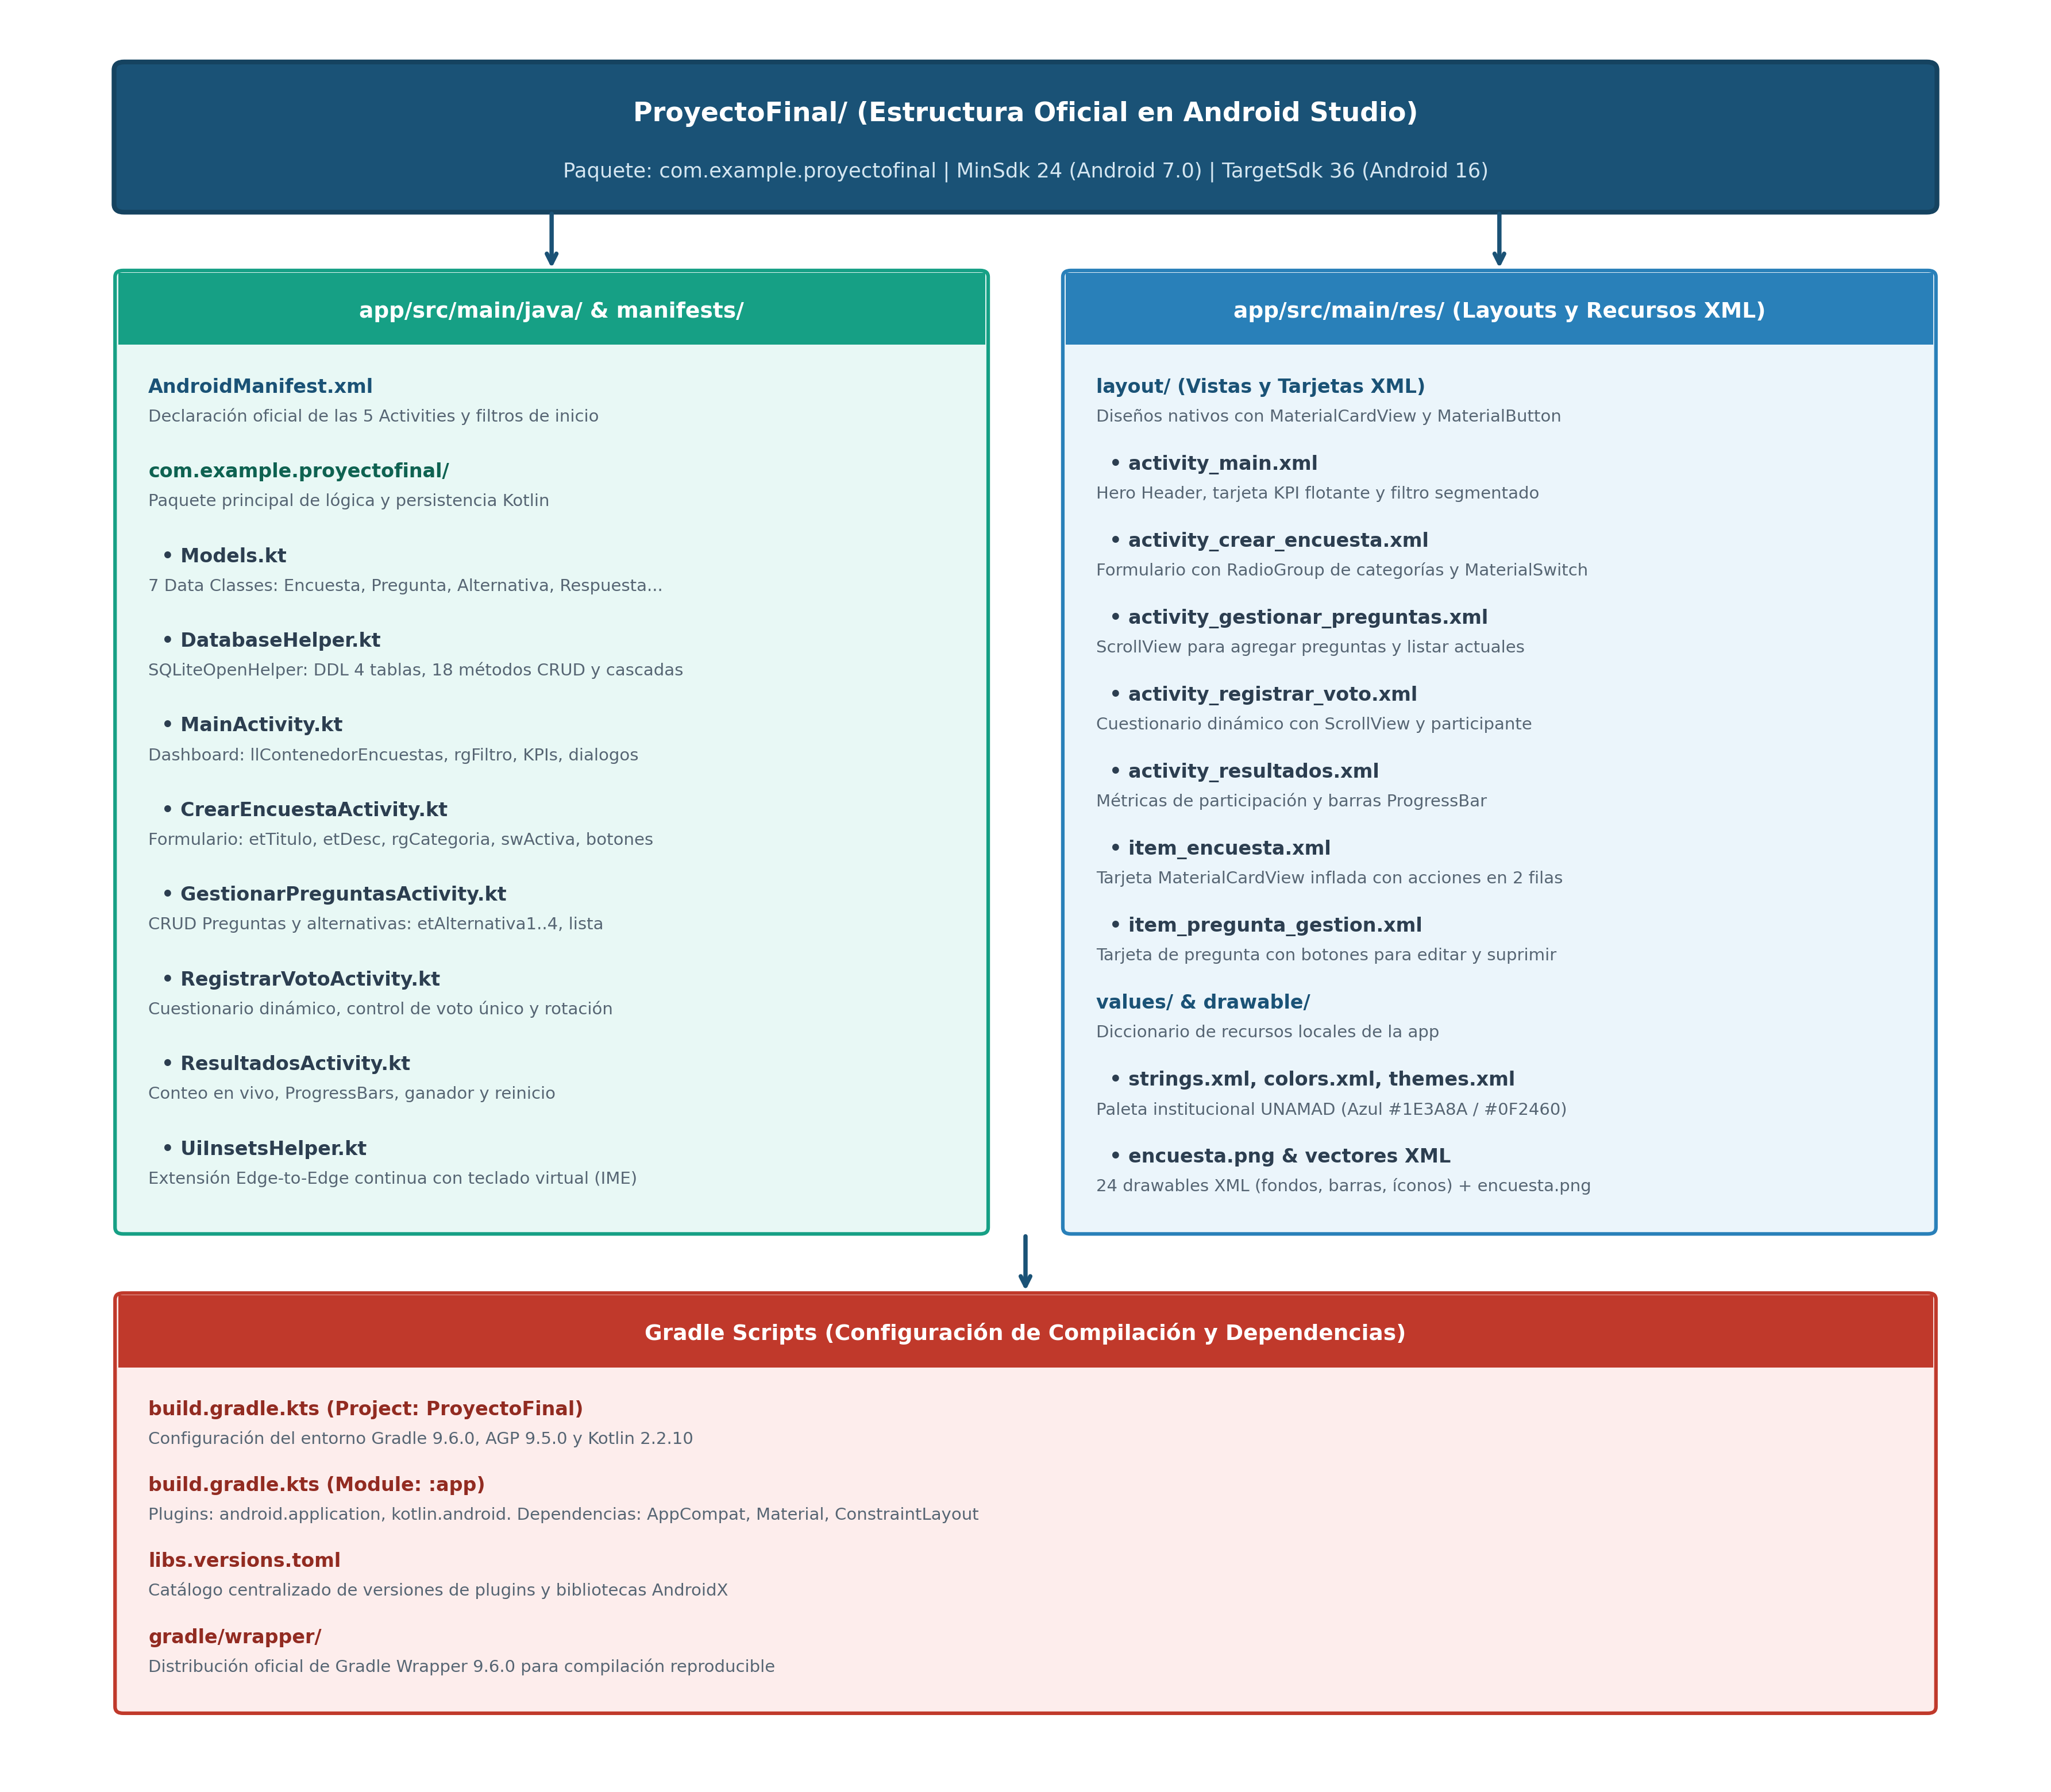 ProyectoFinal/ (Estructura Oficial en Android Studio)
Paquete: com.example.proyectofinal | MinSdk 24 (Android 7.0) | TargetSdk 36 (Android 16)
app/src/main/java/ & manifests/
AndroidManifest.xml
Declaración oficial de las 5 Activities y filtros de inicio
com.example.proyectofinal/
Paquete principal de lógica y persistencia Kotlin
• Models.kt
7 Data Classes: Encuesta, Pregunta, Alternativa, Respuesta...
• DatabaseHelper.kt
SQLiteOpenHelper: DDL 4 tablas, 18 métodos CRUD y cascadas
• MainActivity.kt
Dashboard: llContenedorEncuestas, rgFiltro, KPIs, dialogos
• CrearEncuestaActivity.kt
Formulario: etTitulo, etDesc, rgCategoria, swActiva, botones
• GestionarPreguntasActivity.kt
CRUD Preguntas y alternativas: etAlternativa1..4, lista
• RegistrarVotoActivity.kt
Cuestionario dinámico, control de voto único y rotación
• ResultadosActivity.kt
Conteo en vivo, ProgressBars, ganador y reinicio
• UiInsetsHelper.kt
Extensión Edge-to-Edge continua con teclado virtual (IME)
app/src/main/res/ (Layouts y Recursos XML)
layout/ (Vistas y Tarjetas XML)
Diseños nativos con MaterialCardView y MaterialButton
• activity_main.xml
Hero Header, tarjeta KPI flotante y filtro segmentado
• activity_crear_encuesta.xml
Formulario con RadioGroup de categorías y MaterialSwitch
• activity_gestionar_preguntas.xml
ScrollView para agregar preguntas y listar actuales
• activity_registrar_voto.xml
Cuestionario dinámico con ScrollView y participante
• activity_resultados.xml
Métricas de participación y barras ProgressBar
• item_encuesta.xml
Tarjeta MaterialCardView inflada con acciones en 2 filas
• item_pregunta_gestion.xml
Tarjeta de pregunta con botones para editar y suprimir
values/ & drawable/
Diccionario de recursos locales de la app
• strings.xml, colors.xml, themes.xml
Paleta institucional UNAMAD (Azul #1E3A8A / #0F2460)
• encuesta.png & vectores XML
24 drawables XML (fondos, barras, íconos) + encuesta.png
Gradle Scripts (Configuración de Compilación y Dependencias)
build.gradle.kts (Project: ProyectoFinal)
Configuración del entorno Gradle 9.6.0, AGP 9.5.0 y Kotlin 2.2.10
build.gradle.kts (Module: :app)
Plugins: android.application, kotlin.android. Dependencias: AppCompat, Material, ConstraintLayout
libs.versions.toml
Catálogo centralizado de versiones de plugins y bibliotecas AndroidX
gradle/wrapper/
Distribución oficial de Gradle Wrapper 9.6.0 para compilación reproducible